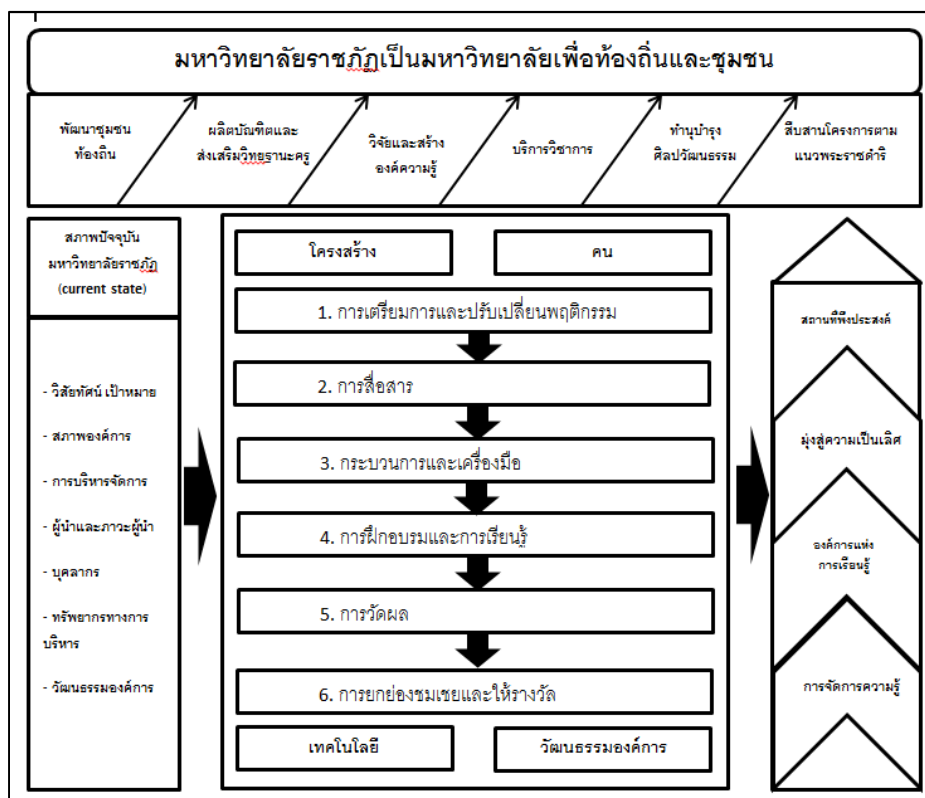 มหาวิทยาลัยราชภัฏเป็นมหาวิทยาลัยเพื่อท้องถิ่นและชุมชน
พัฒนาชุมชน
ท้องถิน
ผลิตบัณฑิตและ
ส่งเสริมวิทยฐานะครู
วิจัยและสร้าง
องค์ความรู้
บริการวิชาการ
ทำนุบำรุง
ศิลปวัฒนธรรม
สืบสานโครงการตาม
แนวพระราชดำริ
สภาพปัจจุบัน
มหาวิทยาลัยราชภัฏ
(current state)
- วิสัยทัศน์ เป้าหมาย
- สภาพองค์การ
- การบริหารจัดการ
- ผู้นำและภาวะผู้นำ
- บุคลากร
- ทรัพยากรทางการ
บริหาร
- วัฒนธรรมองค์การ
โครงสร้าง
คน
1. การเตรียมการและปรับเปลี่ยนพฤติกรรม
2. การสื่อสาร
3. กระบวนการและเครื่องมือ
4. การฝึกอบรมและการเรียนรู้
5. การวัดผล
6. การยกย่องชมเชยและให้รางวัล
เทคโนโลยี
วัฒนธรรมองค์การ
สถานที่พึงประสงค์
มุ่งสู่ความเป็นเลิศ
องค์การแห่ง
การเรียนรู้
การจัดการความรู้